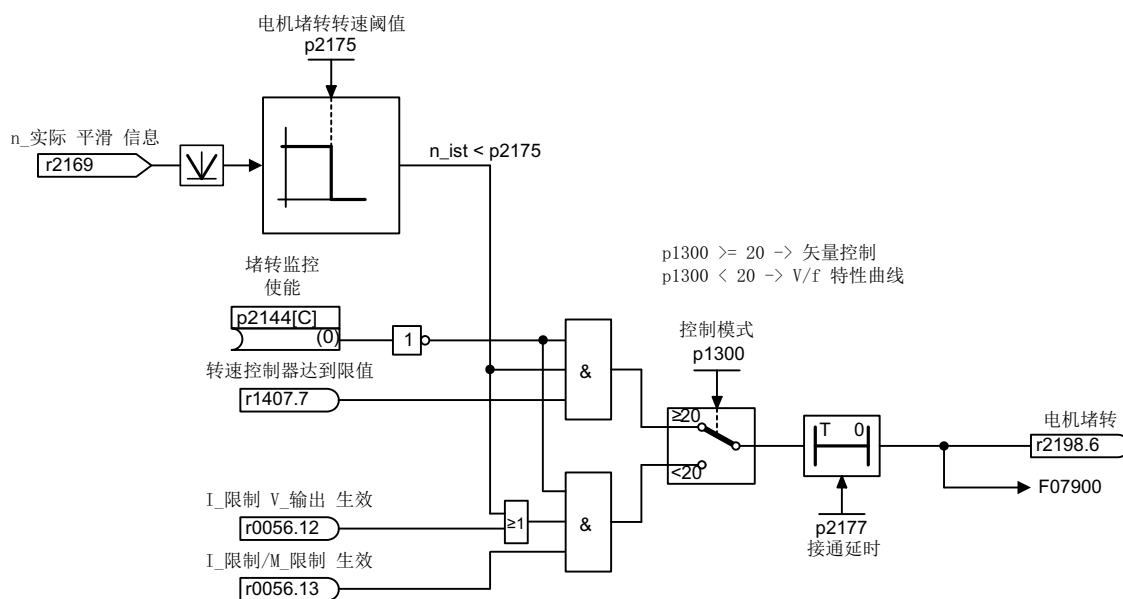 电机堵转转速阈值
p2175
n_实际 平滑 信息
r2169
n_ist < p2175
p1300 >= 20 -> 矢量控制
p1300 < 20 -> V/f 特性曲线
堵转监控
使能
p2144[C]
(0)
1
控制模式
p1300
转速控制器达到限值
r1407.7
&
≥20
<20
T 0
电机堵转
r2198.6
F07900
I_限制 V_输出 生效
r0056.12
≥1
&
p2177
接通延时
I_限制/M_限制 生效
r0056.13